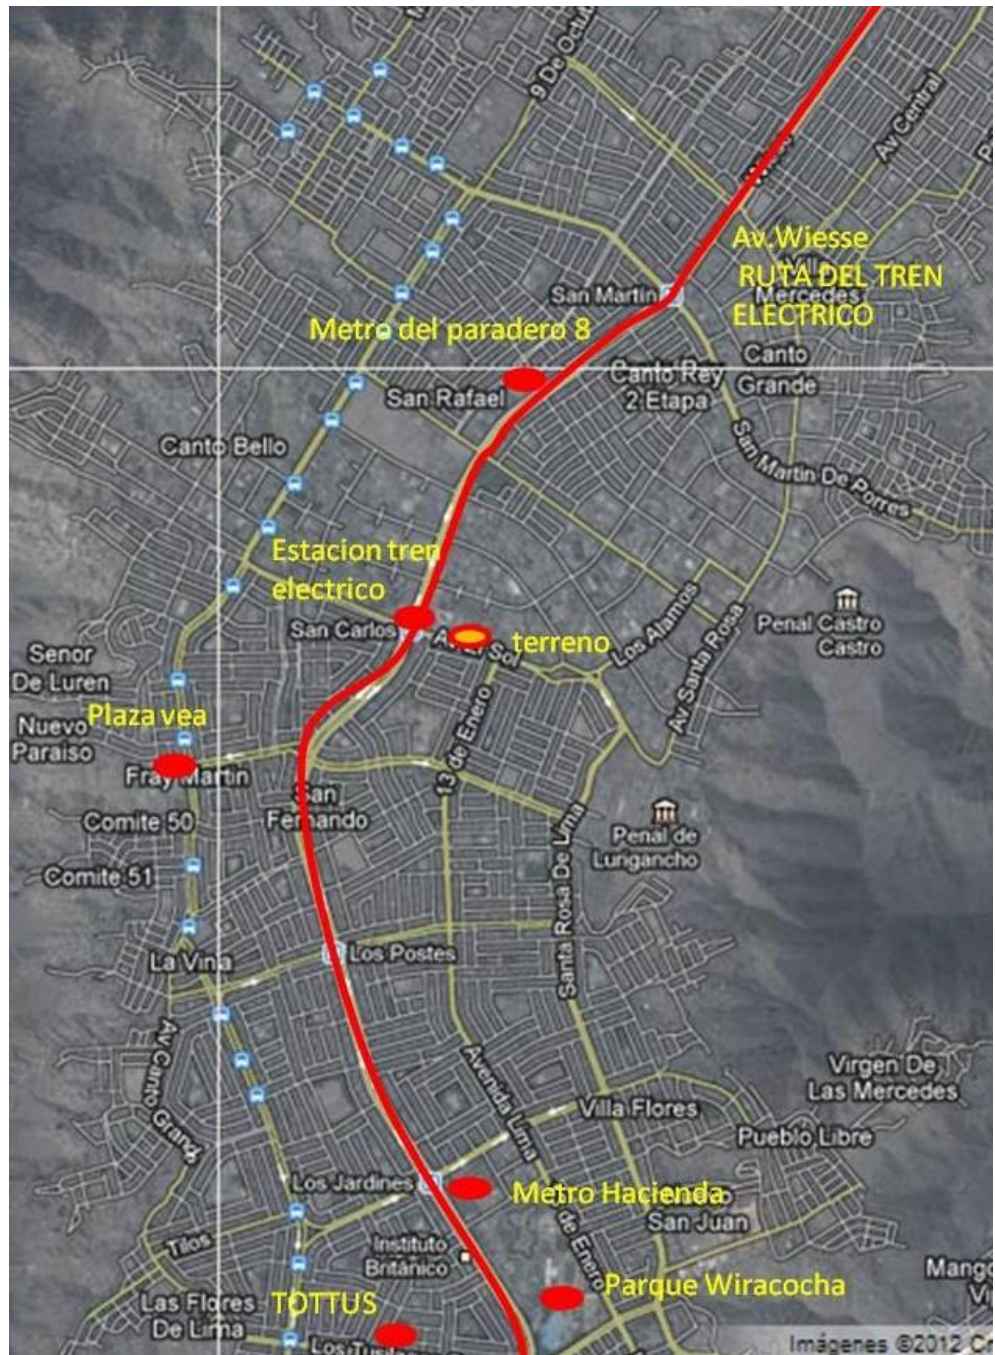 9 De Octu
Av Central
Av.Wiesse
RUTA DEL TREN
ELECTRICO
Villa
Mercedes
San Martin
Metro del paradero 8
Canto
Grande
Canto Rey
2 Etapa
San Rafael
Canto Bello
San Martin De Porres
Estacion tren
electrico
San Carlos
terreno
Los Alamos
Penal Castro
Castro
Av Santa Rosa
Senor
De Luren
Plaza vea
Nuevo
Paraiso
13 de Enero
Fray Martin
San
Fernando
Comite 50
Penal de
Lurigancho
Comite 51
Santa Rosa De Lima
La Vina
Los Postes
Av Canto Grande
Avenida Lima
Virgen De
Las Mercedes
Villa Flores
Pueblo Libre
Los Jardines
Metro Hacienda
San Juan
Tilos
Instituto
Británico
de Enero
Parque Wiracocha
Mango
Las Flores
De Lima
TOTTUS
Imágenes ©2012